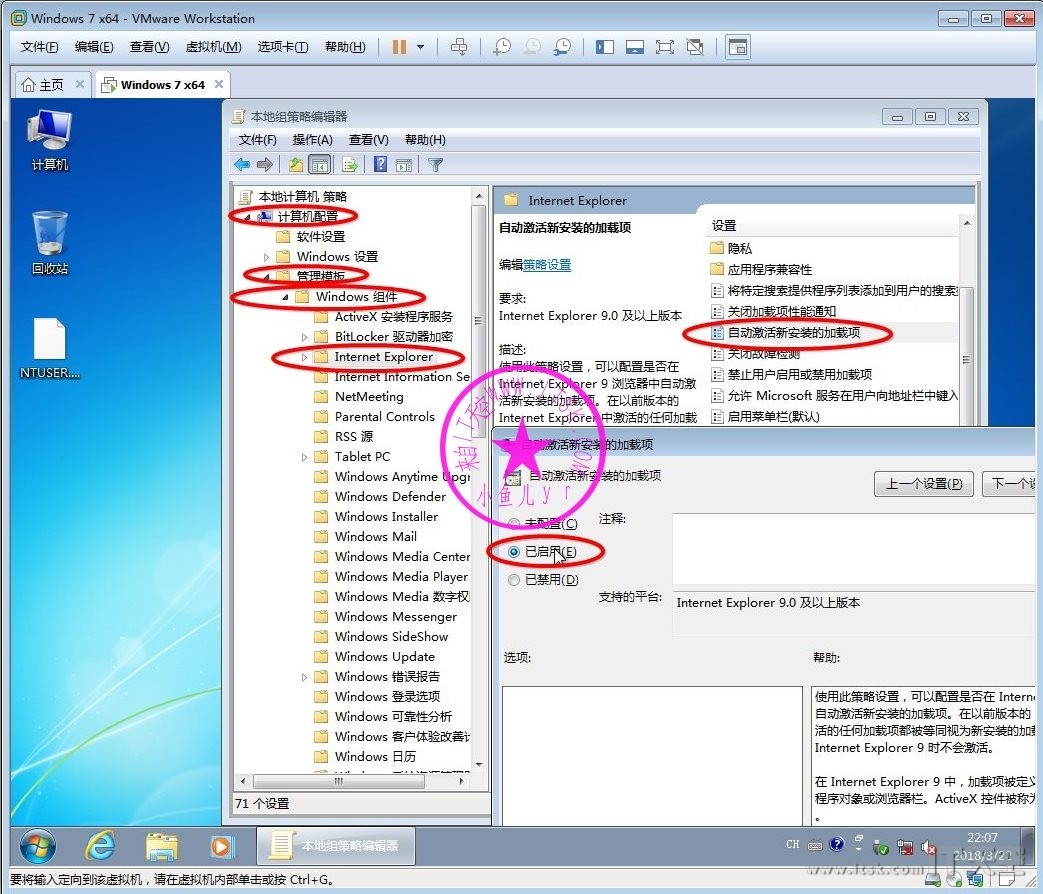 Windows 7 x64 - VMware Workstation
文件(F) 编辑(E) 查看(V) 虚拟机(M) 选项卡(T) 帮助(H)
主页 Windows 7 x64
计算机
回收站
NTUSER....
本地组策略编辑器
文件(F) 操作(A) 查看(V) 帮助(H)
本地计算机 策略
计算机配置
软件设置
Windows 设置
管理模板
Windows 组件
ActiveX 安装程序服务
BitLocker 驱动器加密
Internet Explorer
Internet Information Se
NetMeeting
Parental Controls
RSS 源
Tablet PC
Windows Anytime Upgr
Windows Defender
Windows Installer
Windows Mail
Windows Media Center
Windows Media Player
Windows Media 数字权
Windows Messenger
Windows SideShow
Windows Update
Windows 错误报告
Windows 登录选项
Windows 可靠性分析
Windows 客户体验改善
Windows 日历
71 个设置
Internet Explorer
自动激活新安装的加载项
编辑策略设置
要求:
Internet Explorer 9.0 及以上版本
描述:
使用此策略设置，可以配置是否在
Internet Explorer 9 浏览器中自动激
活新安装的加载项。在以前版本的
Internet Explorer 中激活的任何加载
设置
隐私
应用程序兼容性
将特定搜索提供程序列表添加到用户的搜索
关闭加载项性能通知
自动激活新安装的加载项
关闭故障检测
禁止用户启用或禁用加载项
允许 Microsoft 服务在用户向地址栏中键入
启用菜单栏(默认)
自动激活新安装的加载项
自动激活新安装的加载项
上一个设置(P) 下一个设
未配置(C) 注释:
已启用(E)
已禁用(D)
支持的平台: Internet Explorer 9.0 及以上版本
选项: 帮助:
使用此策略设置，可以配置是否在 Intern
自动激活新安装的加载项。在以前版本的
活的任何加载项都被等同视为新安装的加
Internet Explorer 9 时不会激活。
在 Internet Explorer 9 中，加载项被定
程序对象或浏览器栏。ActiveX 控件被称为
。
小鱼儿yr
本地组策略编辑器
CH
22:07
2018/3/21
www.itsk.com
要将输入定向到该虚拟机，请在虚拟机内部单击或按 Ctrl+G。